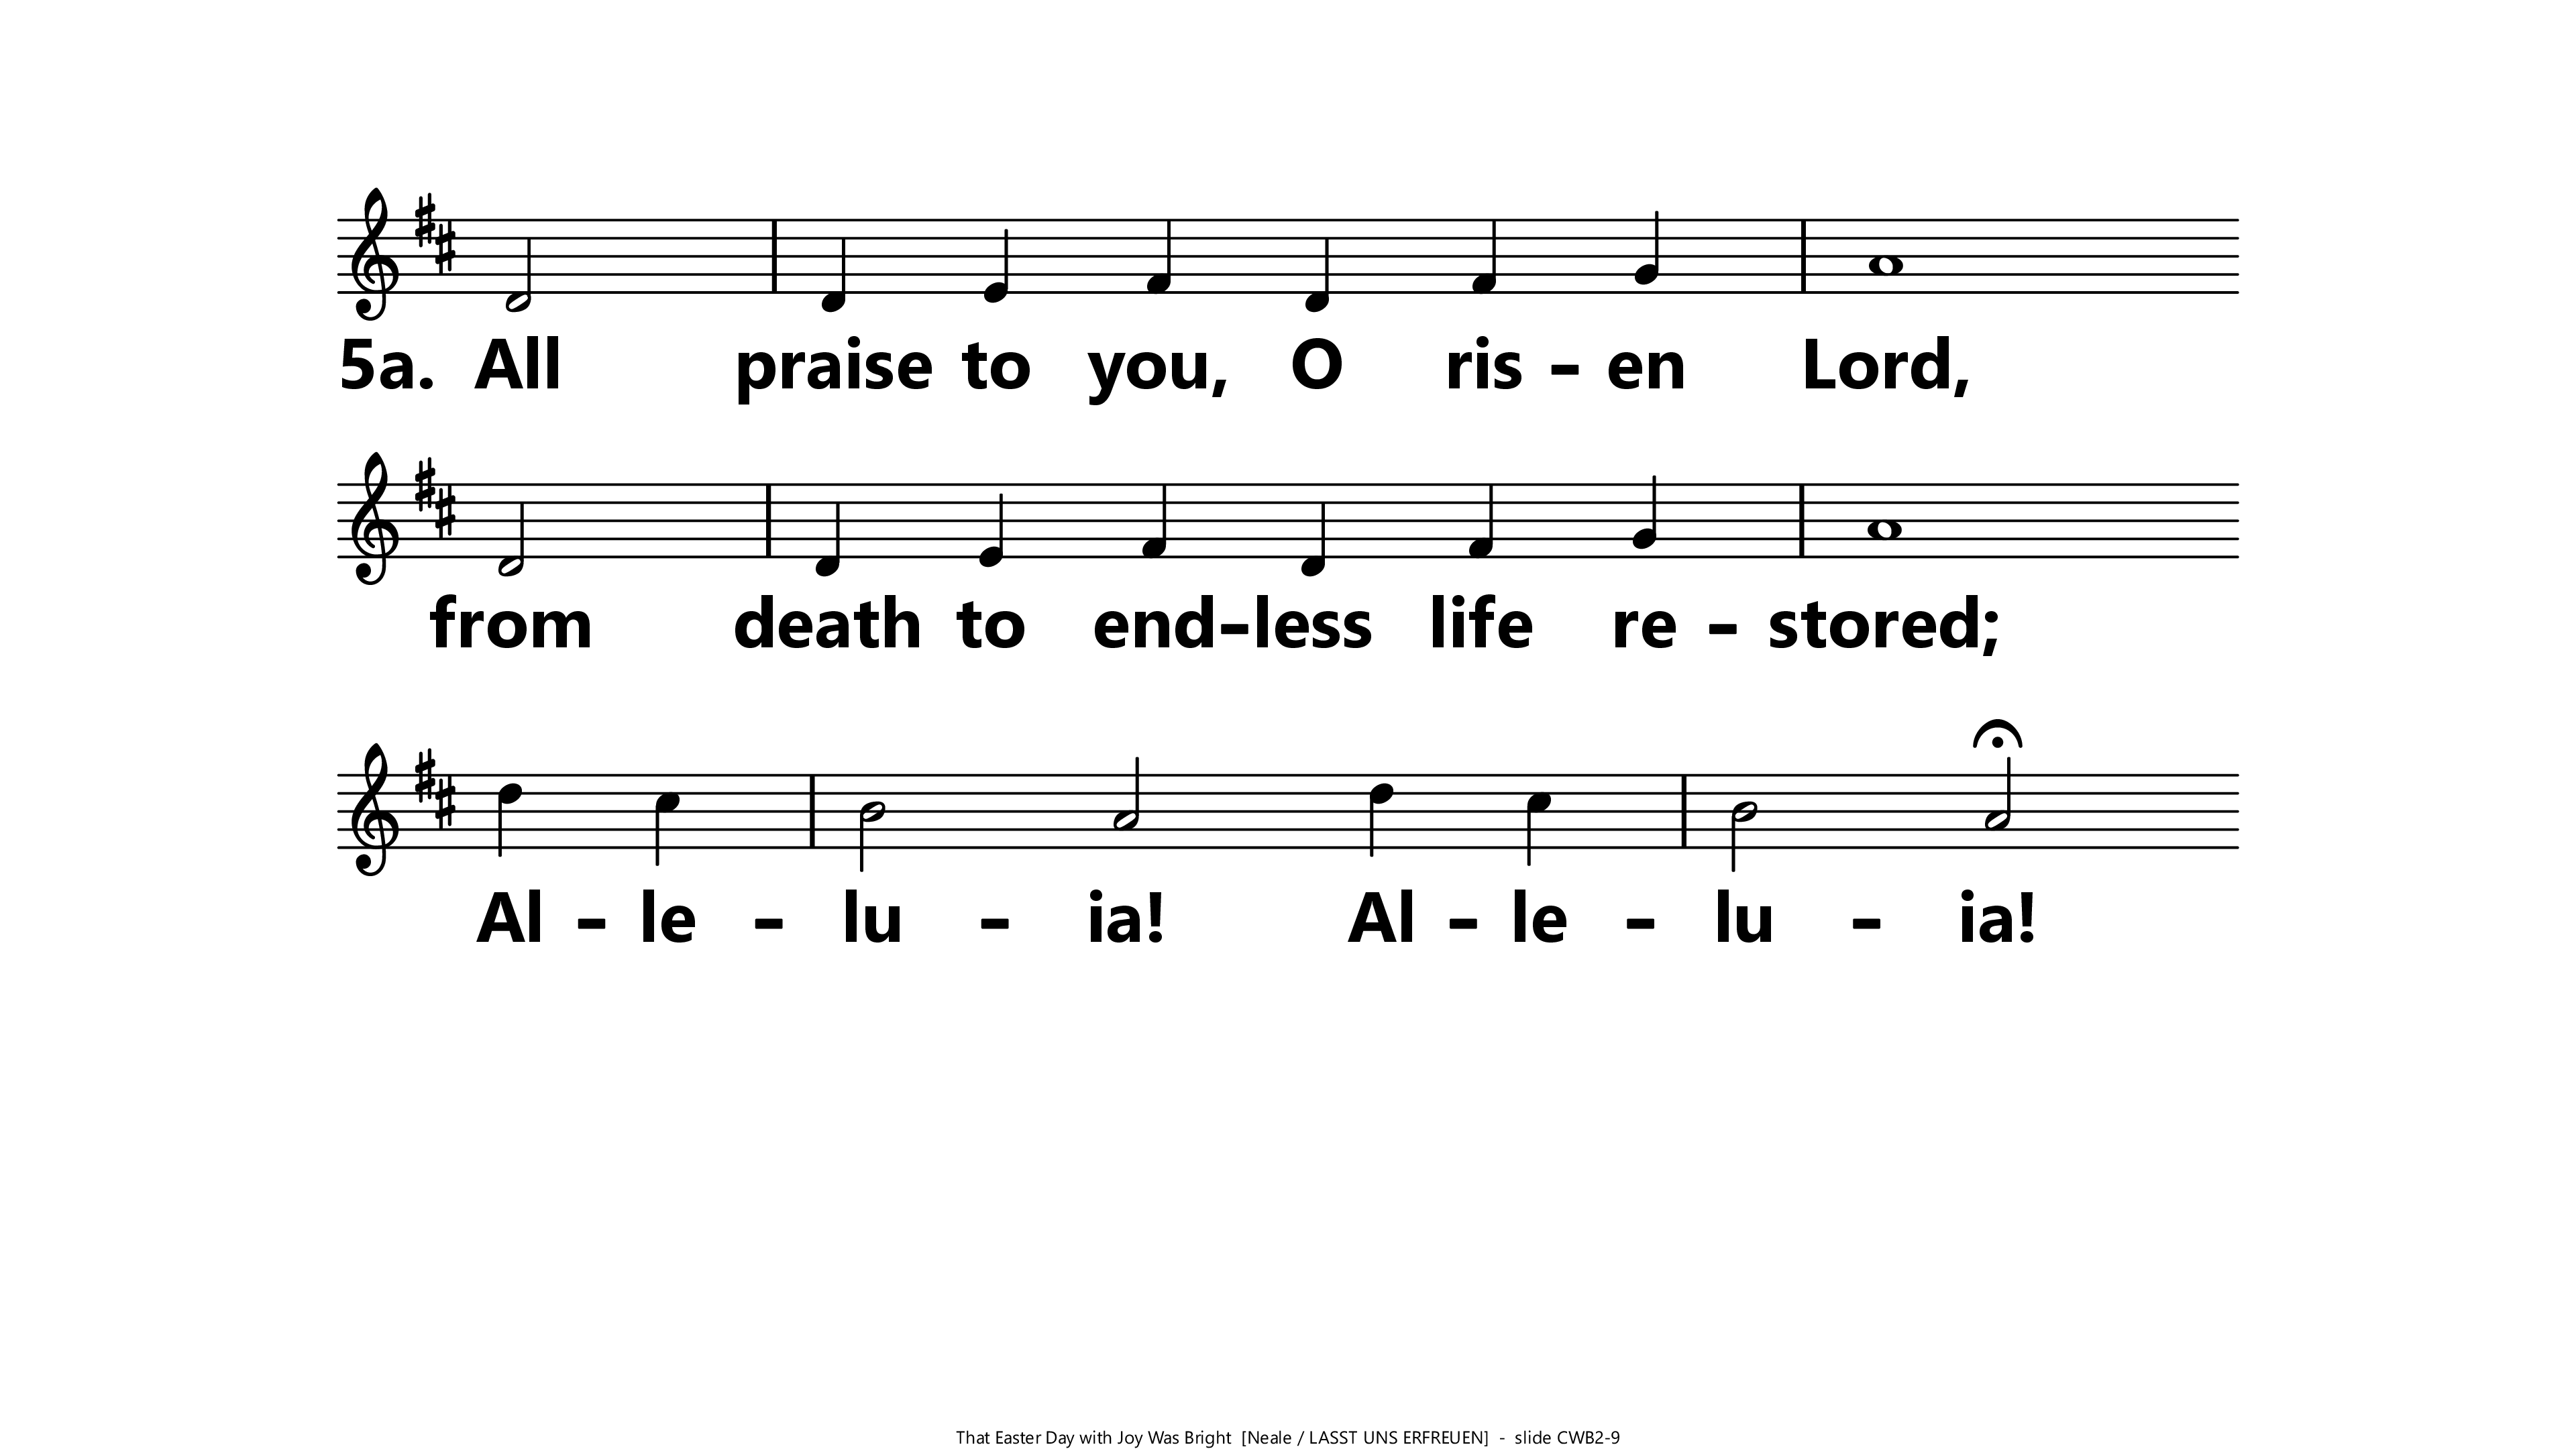 5a. All praise to you, O ris - en Lord,
from death to end-less life re - stored;
Al - le - lu - ia! Al - le - lu - ia!
That Easter Day with Joy Was Bright [Neale / LASST UNS ERFREUEN] - slide CWB2-9